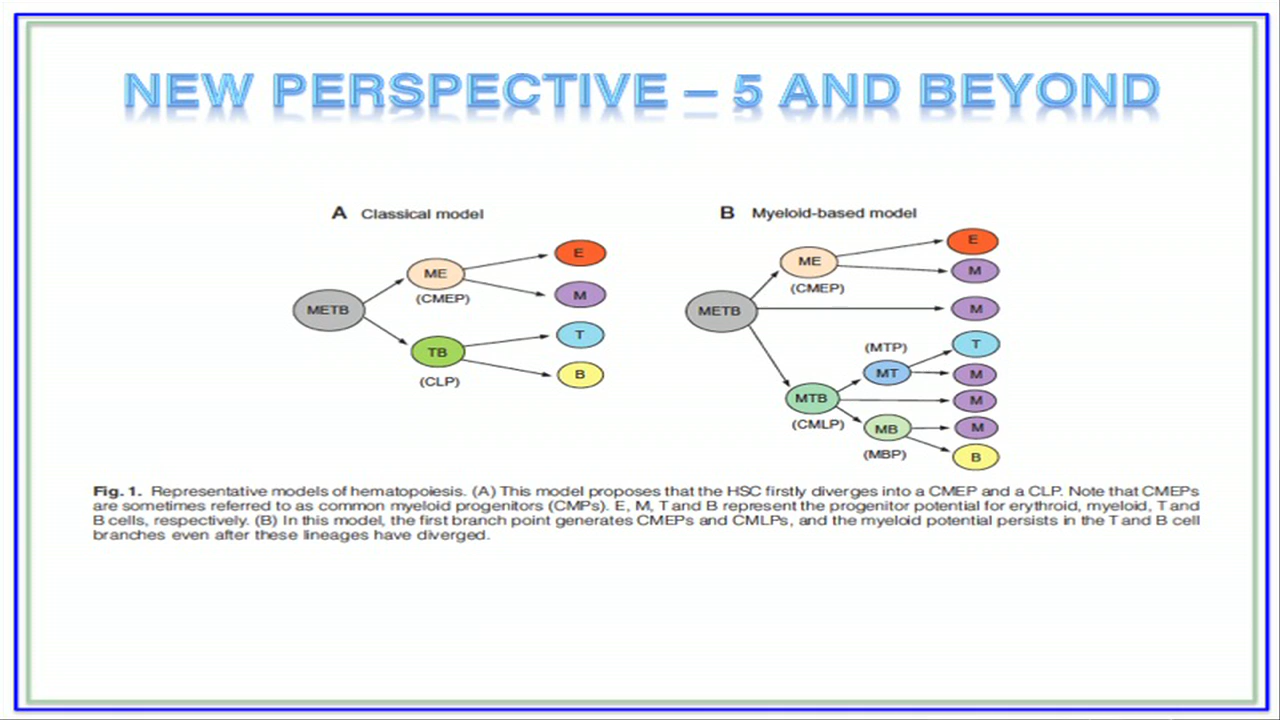 NEW PERSPECTIVE – 5 AND BEYOND
A Classical model
METB
ME
(CMEP)
TB
(CLP)
E
M
T
B
B Myeloid-based model
METB
ME
(CMEP)
E
M
M
(MTP)
MT
T
M
MTB
(CMLP)
M
MB
(MBP)
M
B
Fig. 1. Representative models of hematopoiesis. (A) This model proposes that the HSC firstly diverges into a CMEP and a CLP. Note that CMEPs
are sometimes referred to as common myeloid progenitors (CMPs). E, M, T and B represent the progenitor potential for erythroid, myeloid, T and
B cells, respectively. (B) In this model, the first branch point generates CMEPs and CMLPs, and the myeloid potential persists in the T and B cell
branches even after these lineages have diverged.